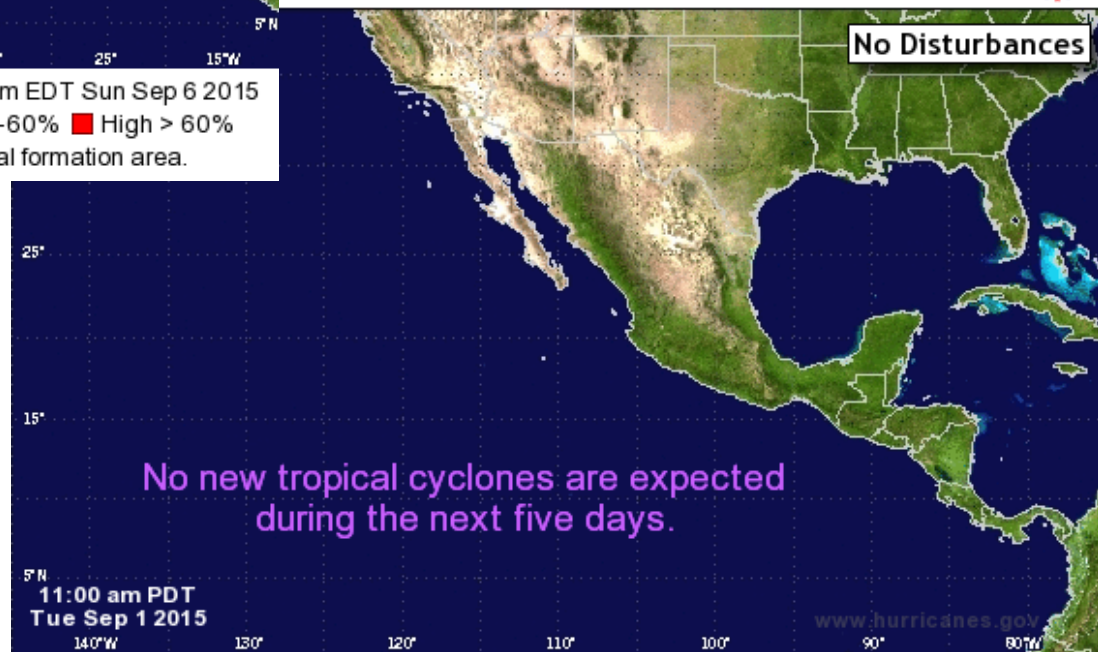 5°N
25° 15°W
m EDT Sun Sep 6 2015
-60% High > 60%
al formation area.
No Disturbances
25°
15°
No new tropical cyclones are expected
during the next five days.
5°N
11:00 am PDT
Tue Sep 1 2015
www.hurricanes.gov
140°W 130° 120° 110° 100° 90° 80°W